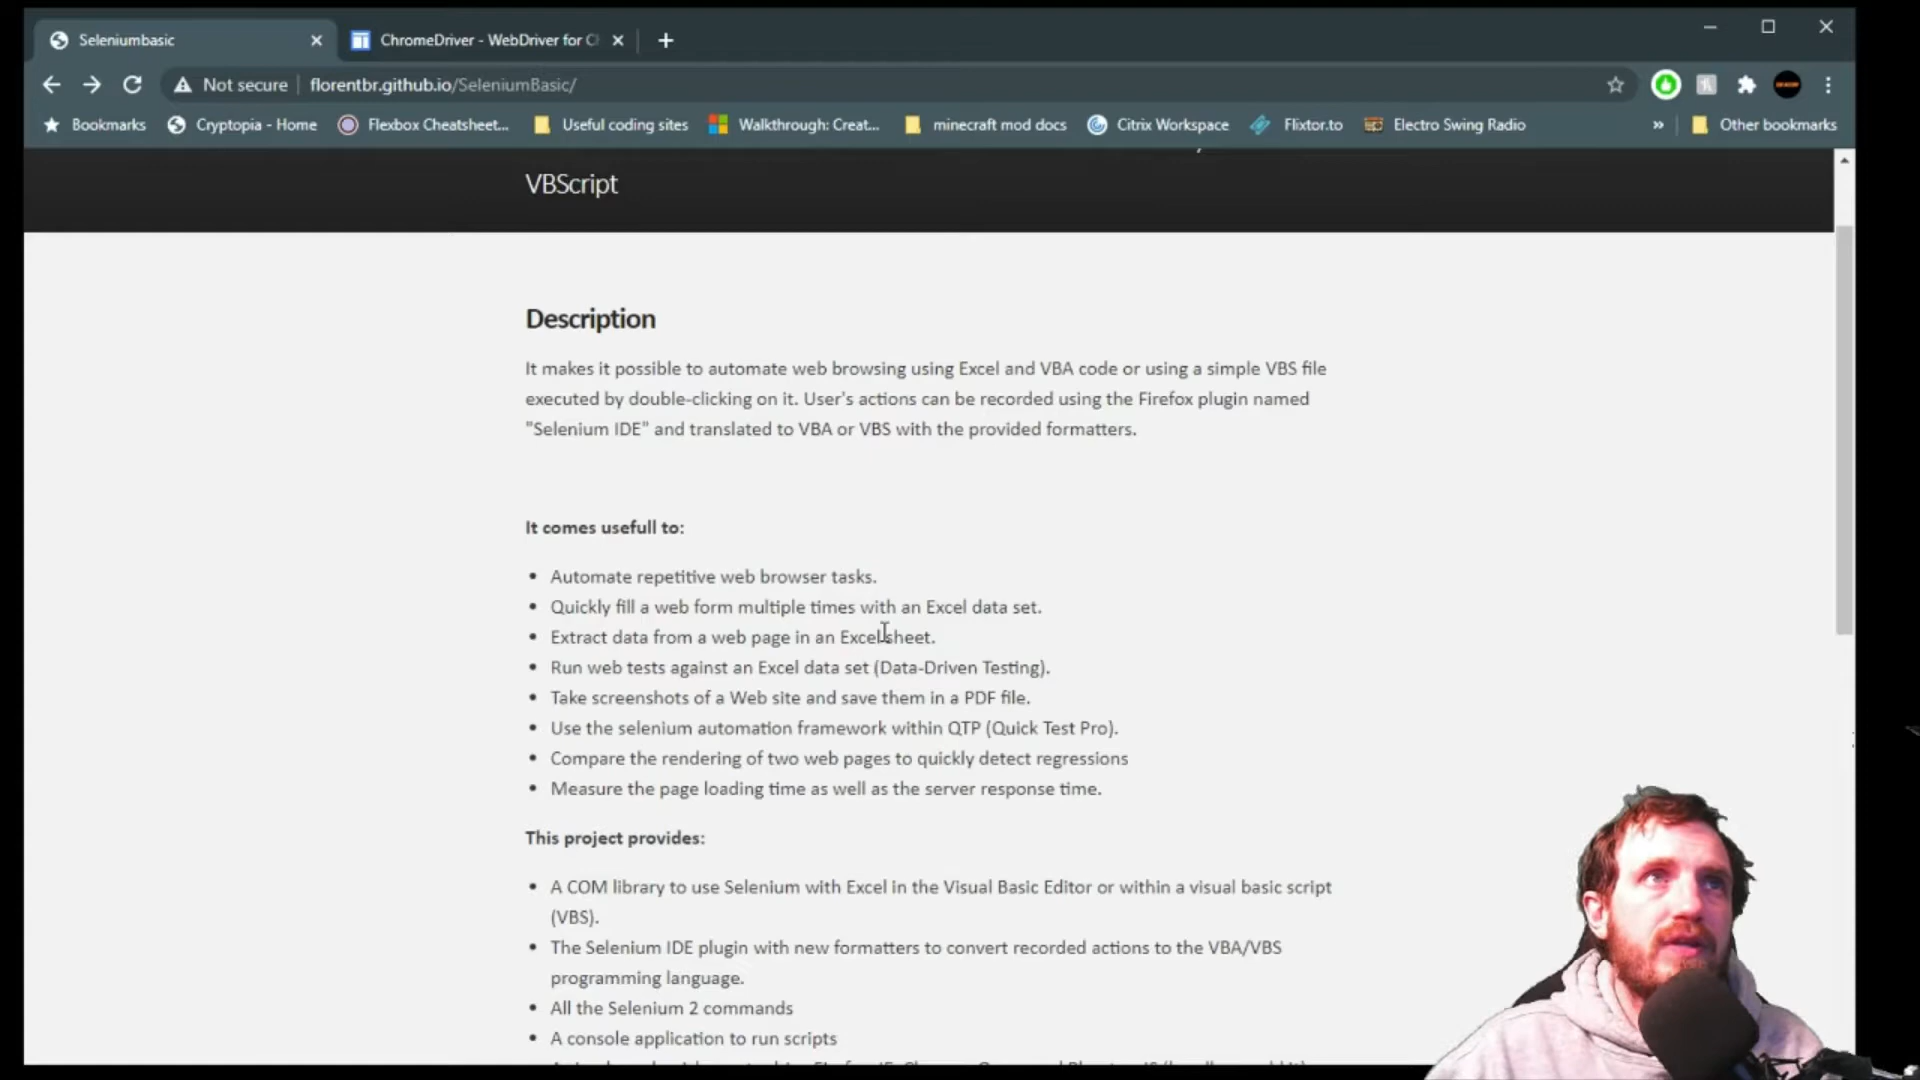 Seleniumbasic
ChromeDriver - WebDriver for C
Not secure
florentbr.github.io/SeleniumBasic/
Bookmarks
Cryptopia - Home
Flexbox Cheatsheet...
Useful coding sites
Walkthrough: Creat...
minecraft mod docs
Citrix Workspace
Flixtor.to
Electro Swing Radio
»
Other bookmarks
VBScript
Description
It makes it possible to automate web browsing using Excel and VBA code or using a simple VBS file
executed by double-clicking on it. User's actions can be recorded using the Firefox plugin named
"Selenium IDE" and translated to VBA or VBS with the provided formatters.
It comes usefull to:
• Automate repetitive web browser tasks.
• Quickly fill a web form multiple times with an Excel data set.
• Extract data from a web page in an Excel sheet.
• Run web tests against an Excel data set (Data-Driven Testing).
• Take screenshots of a Web site and save them in a PDF file.
• Use the selenium automation framework within QTP (Quick Test Pro).
• Compare the rendering of two web pages to quickly detect regressions
• Measure the page loading time as well as the server response time.
This project provides:
• A COM library to use Selenium with Excel in the Visual Basic Editor or within a visual basic script
(VBS).
• The Selenium IDE plugin with new formatters to convert recorded actions to the VBA/VBS
programming language.
• All the Selenium 2 commands
• A console application to run scripts